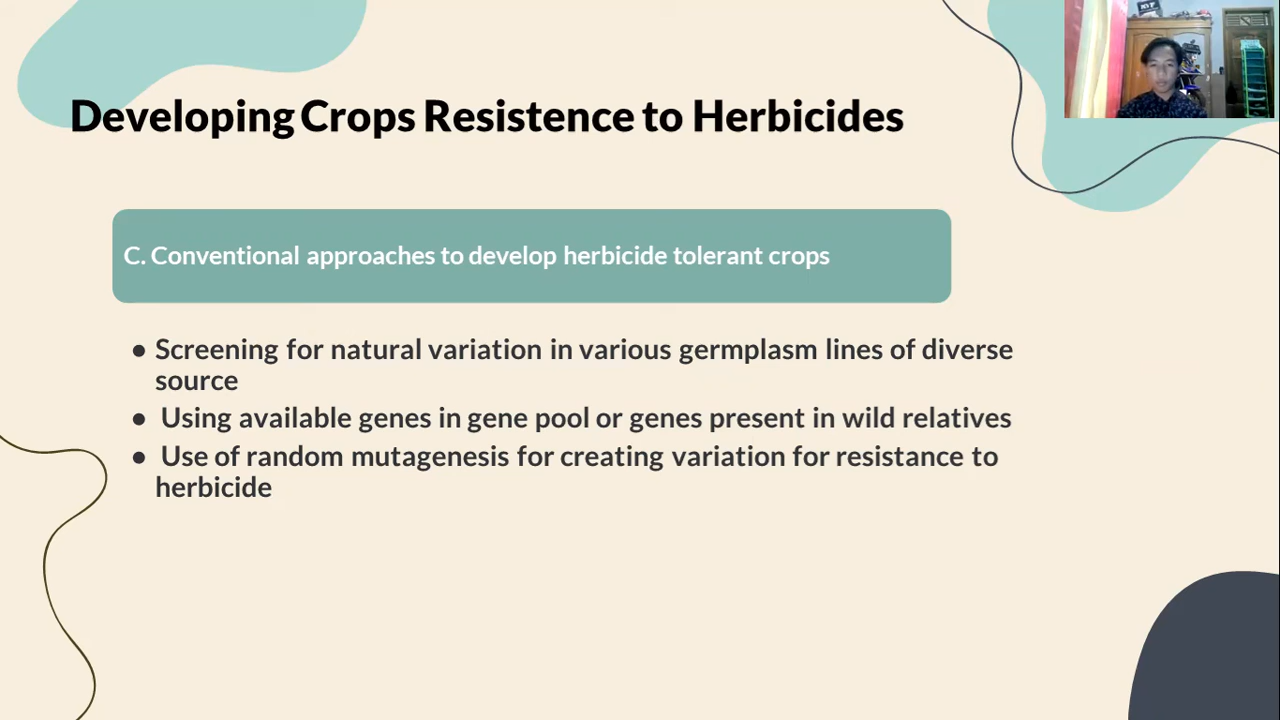 Developing Crops Resistence to Herbicides
C. Conventional approaches to develop herbicide tolerant crops
● Screening for natural variation in various germplasm lines of diverse
source
● Using available genes in gene pool or genes present in wild relatives
● Use of random mutagenesis for creating variation for resistance to
herbicide